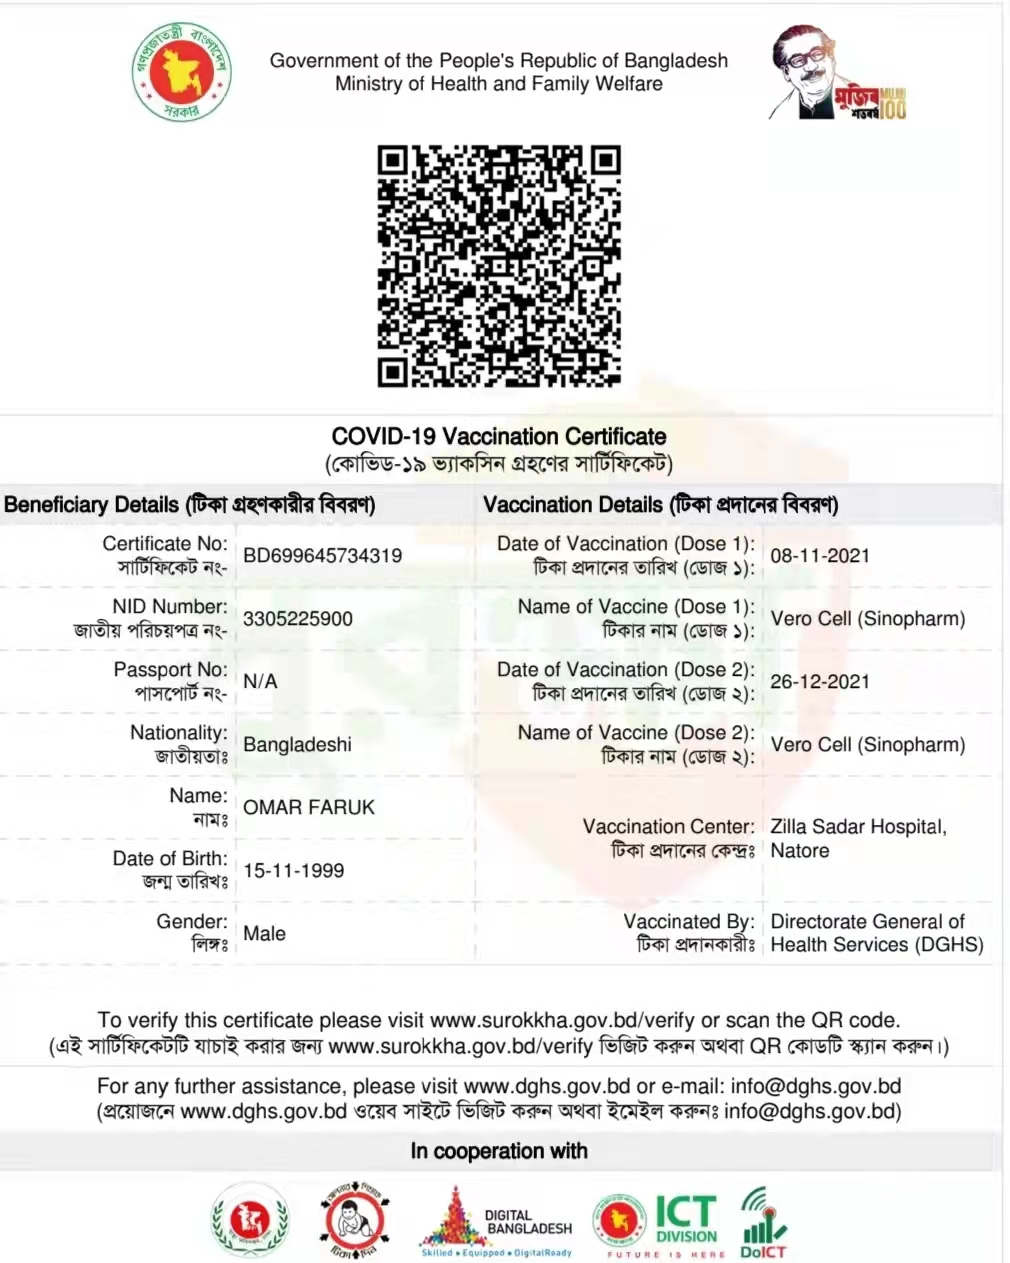 গণপ্রজাতন্ত্রী বাংলাদেশ
সরকার
Government of the People's Republic of Bangladesh
Ministry of Health and Family Welfare
মুজিব MUJIB
শতবর্ষ 100
COVID-19 Vaccination Certificate
(কোভিড-১৯ ভ্যাকসিন গ্রহণের সার্টিফিকেট)
Beneficiary Details (টিকা গ্রহণকারীর বিবরণ)
Certificate No: BD699645734319
সার্টিফিকেট নং-
NID Number: 3305225900
জাতীয় পরিচয়পত্র নং-
Passport No: N/A
পাসপোর্ট নং-
Nationality: Bangladeshi
জাতীয়তাঃ
Name: OMAR FARUK
নামঃ
Date of Birth: 15-11-1999
জন্ম তারিখঃ
Gender: Male
লিঙ্গঃ
Vaccination Details (টিকা প্রদানের বিবরণ)
Date of Vaccination (Dose 1): 08-11-2021
টিকা প্রদানের তারিখ (ডোজ ১):
Name of Vaccine (Dose 1): Vero Cell (Sinopharm)
টিকার নাম (ডোজ ১):
Date of Vaccination (Dose 2): 26-12-2021
টিকা প্রদানের তারিখ (ডোজ ২):
Name of Vaccine (Dose 2): Vero Cell (Sinopharm)
টিকার নাম (ডোজ ২):
Vaccination Center: Zilla Sadar Hospital,
টিকা প্রদানের কেন্দ্রঃ Natore
Vaccinated By: Directorate General of
টিকা প্রদানকারীঃ Health Services (DGHS)
To verify this certificate please visit www.surokkha.gov.bd/verify or scan the QR code.
(এই সার্টিফিকেটটি যাচাই করার জন্য www.surokkha.gov.bd/verify ভিজিট করুন অথবা QR কোডটি স্ক্যান করুন।)
For any further assistance, please visit www.dghs.gov.bd or e-mail: info@dghs.gov.bd
(প্রয়োজনে www.dghs.gov.bd ওয়েব সাইটে ভিজিট করুন অথবা ইমেইল করুনঃ info@dghs.gov.bd)
In cooperation with
DIGITAL
BANGLADESH
Skilled • Equipped • DigitalReady
ICT
DIVISION
FUTURE IS HERE
DoICT